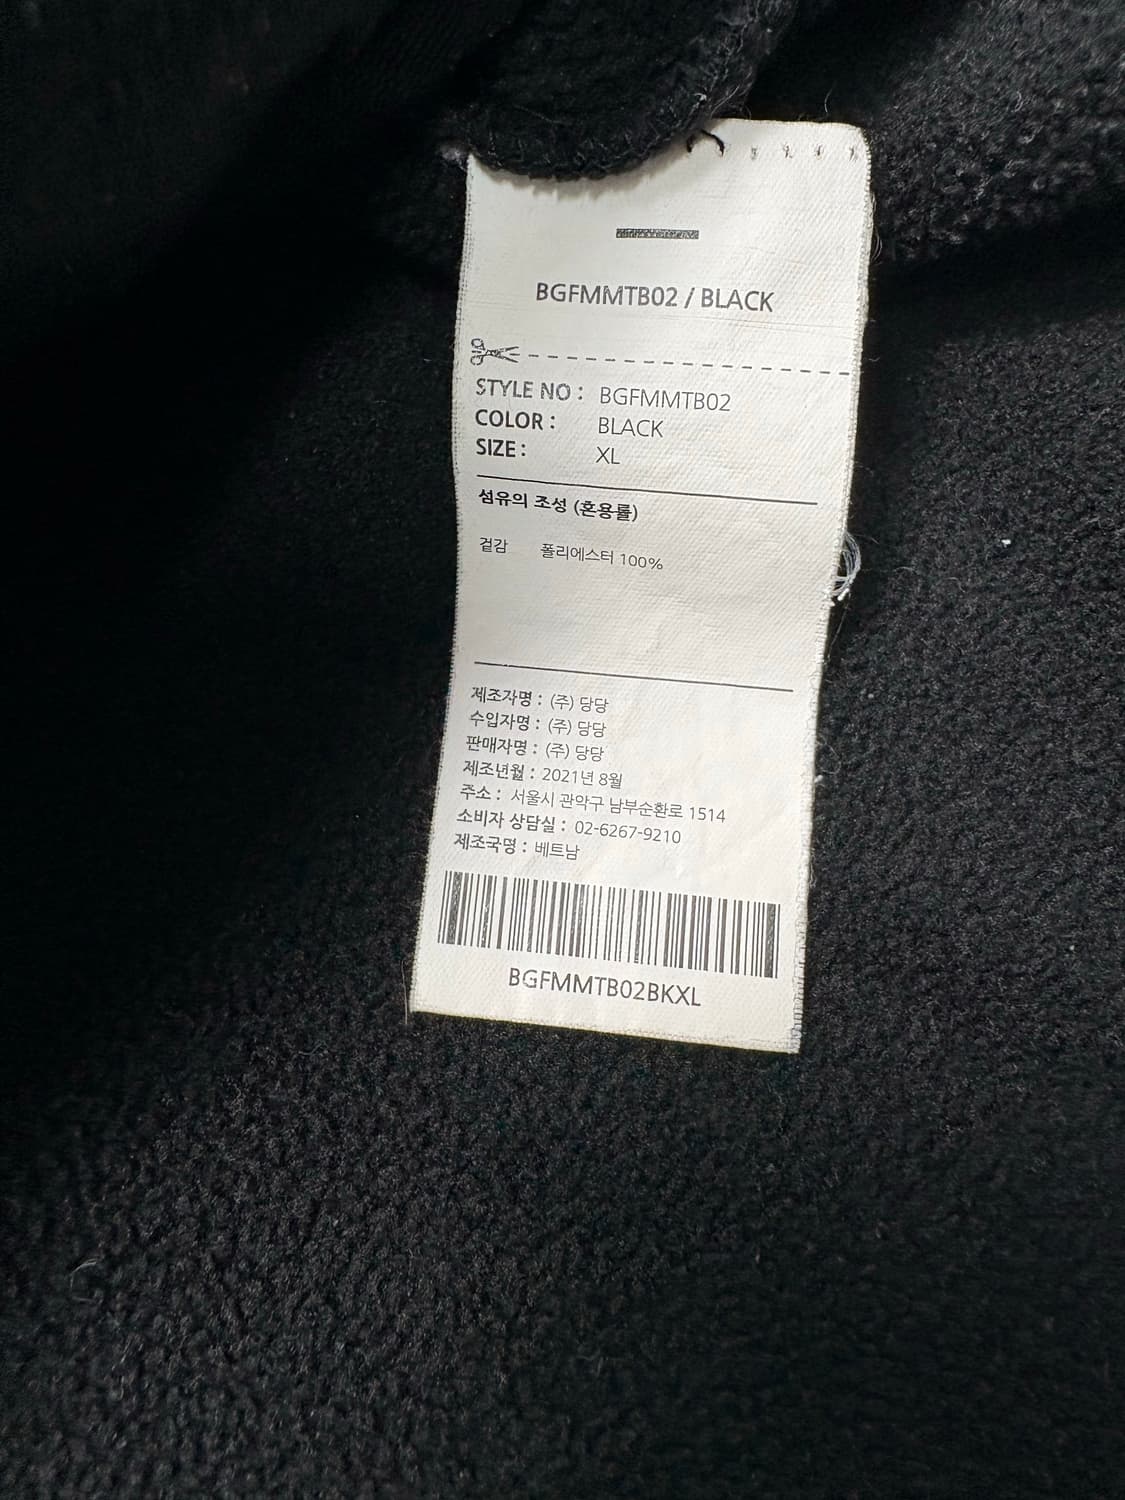 BGFMMTB02 / BLACK
STYLE NO : BGFMMTB02
COLOR : BLACK
SIZE : XL
섬유의 조성 (혼용률)
겉감 폴리에스터 100%
제조자명 : (주) 당당
수입자명 : (주) 당당
판매자명 : (주) 당당
제조년월 : 2021년 8월
주소 : 서울시 관악구 남부순환로 1514
소비자 상담실 : 02-6267-9210
제조국명 : 베트남
BGFMMTB02BKXL